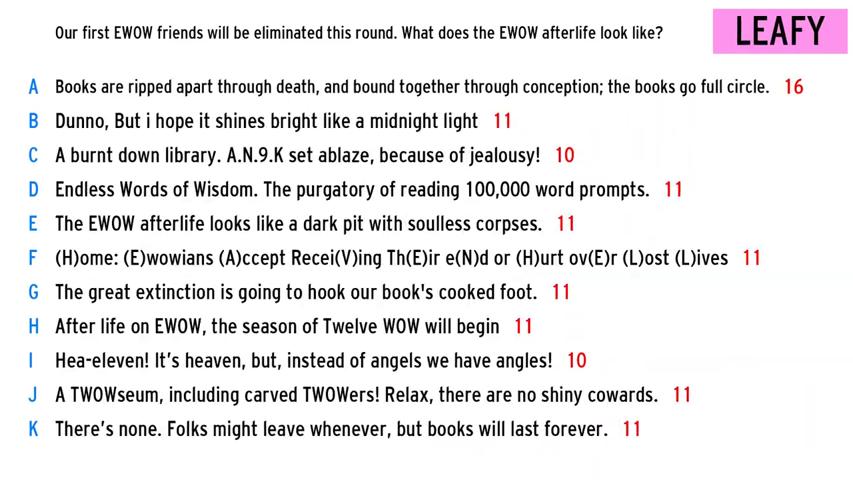 Our first EWOW friends will be eliminated this round. What does the EWOW afterlife look like?
LEAFY
A Books are ripped apart through death, and bound together through conception; the books go full circle. 16
B Dunno, But i hope it shines bright like a midnight light 11
C A burnt down library. A.N.9.K set ablaze, because of jealousy! 10
D Endless Words of Wisdom. The purgatory of reading 100,000 word prompts. 11
E The EWOW afterlife looks like a dark pit with soulless corpses. 11
F (H)ome: (E)wowians (A)ccept Recei(V)ing Th(E)ir e(N)d or (H)urt ov(E)r (L)ost (L)ives 11
G The great extinction is going to hook our book's cooked foot. 11
H After life on EWOW, the season of Twelve WOW will begin 11
I Hea-eleven! It's heaven, but, instead of angels we have angles! 10
J A TWOWseum, including carved TWOWers! Relax, there are no shiny cowards. 11
K There's none. Folks might leave whenever, but books will last forever. 11